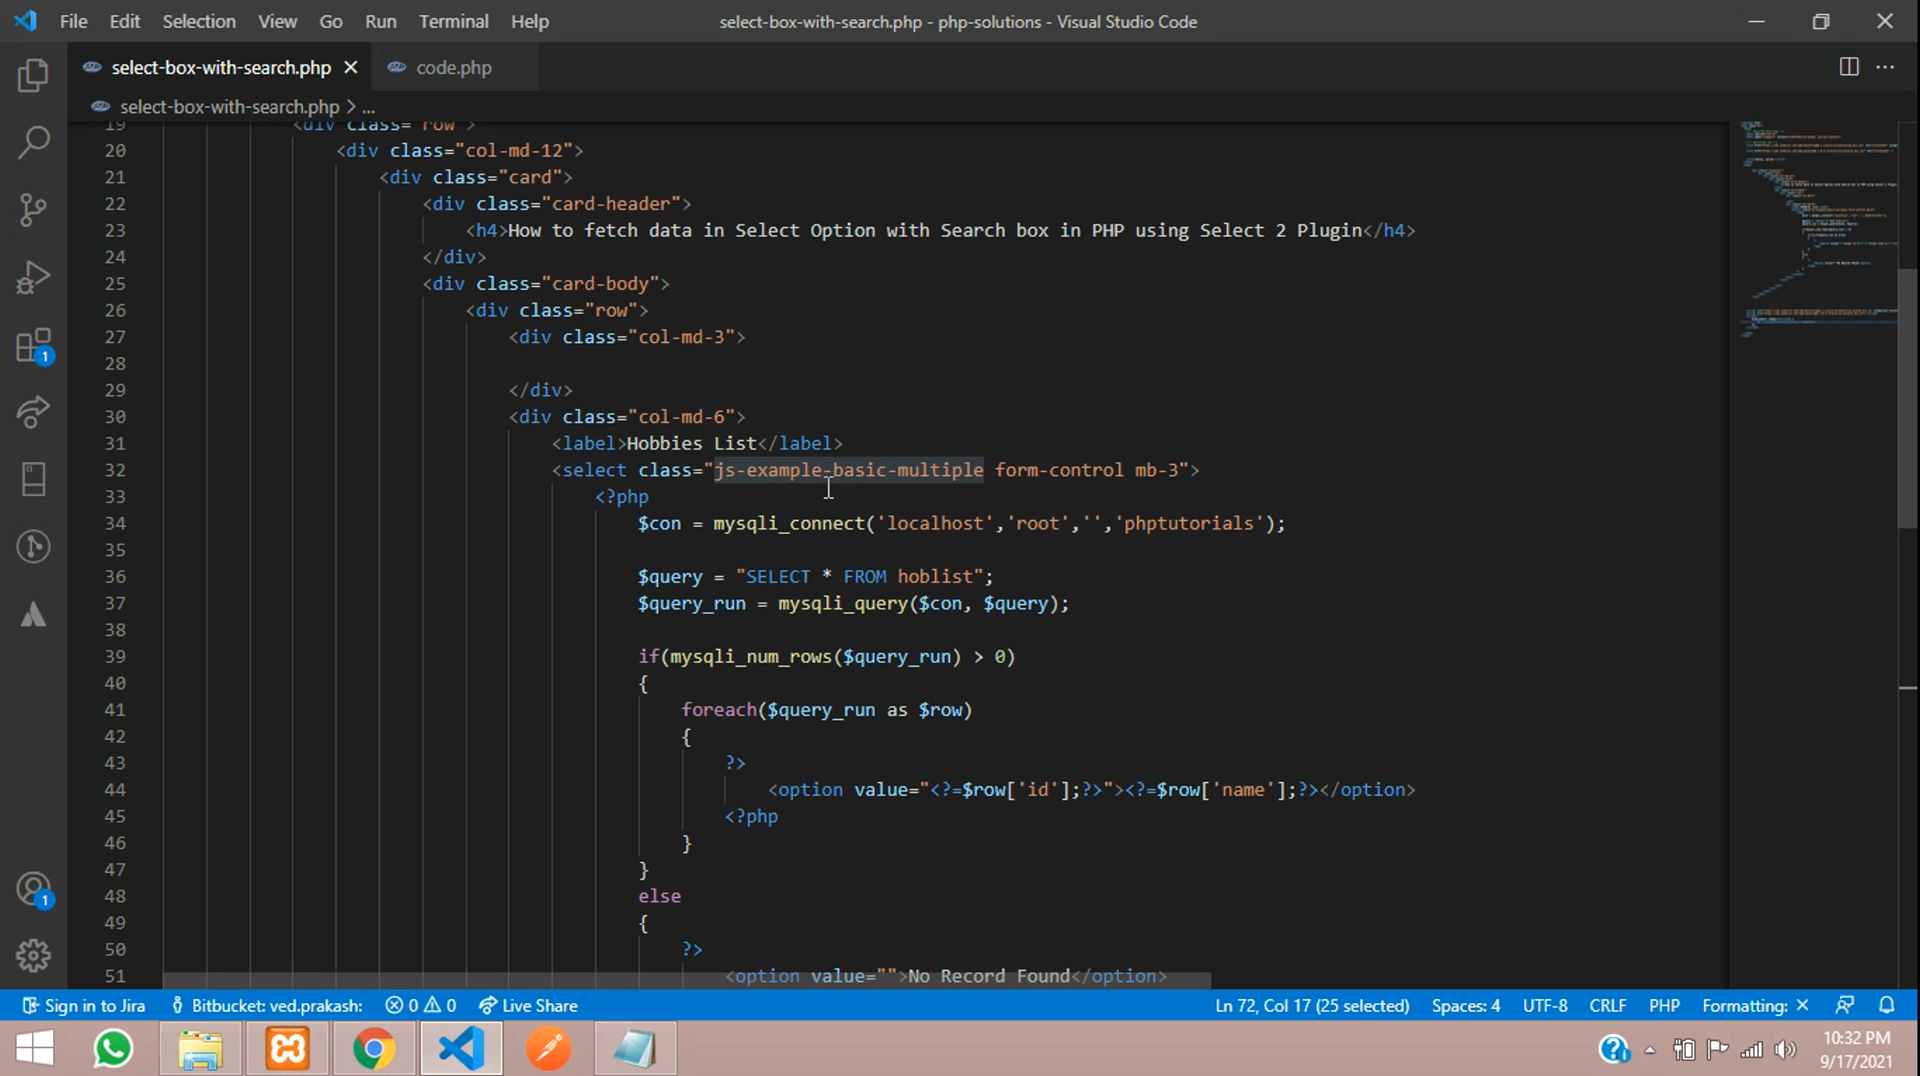 File Edit Selection View Go Run Terminal Help select-box-with-search.php - php-solutions - Visual Studio Code
select-box-with-search.php code.php
select-box-with-search.php > ...
19 <div class="row">
20 <div class="col-md-12">
21 <div class="card">
22 <div class="card-header">
23 <h4>How to fetch data in Select Option with Search box in PHP using Select 2 Plugin</h4>
24 </div>
25 <div class="card-body">
26 <div class="row">
27 <div class="col-md-3">
28
29 </div>
30 <div class="col-md-6">
31 <label>Hobbies List</label>
32 <select class="js-example-basic-multiple form-control mb-3">
33 <?php
34 $con = mysqli_connect('localhost','root','','phptutorials');
35
36 $query = "SELECT * FROM hoblist";
37 $query_run = mysqli_query($con, $query);
38
39 if(mysqli_num_rows($query_run) > 0)
40 {
41 foreach($query_run as $row)
42 {
43 ?>
44 <option value="<?=$row['id'];?>"><?=$row['name'];?></option>
45 <?php
46 }
47 }
48 else
49 {
50 ?>
51 <option value="">No Record Found</option>
1
1
Sign in to Jira Bitbucket: ved.prakash: 0 0 Live Share Ln 72, Col 17 (25 selected) Spaces: 4 UTF-8 CRLF PHP Formatting: ×
10:32 PM
9/17/2021